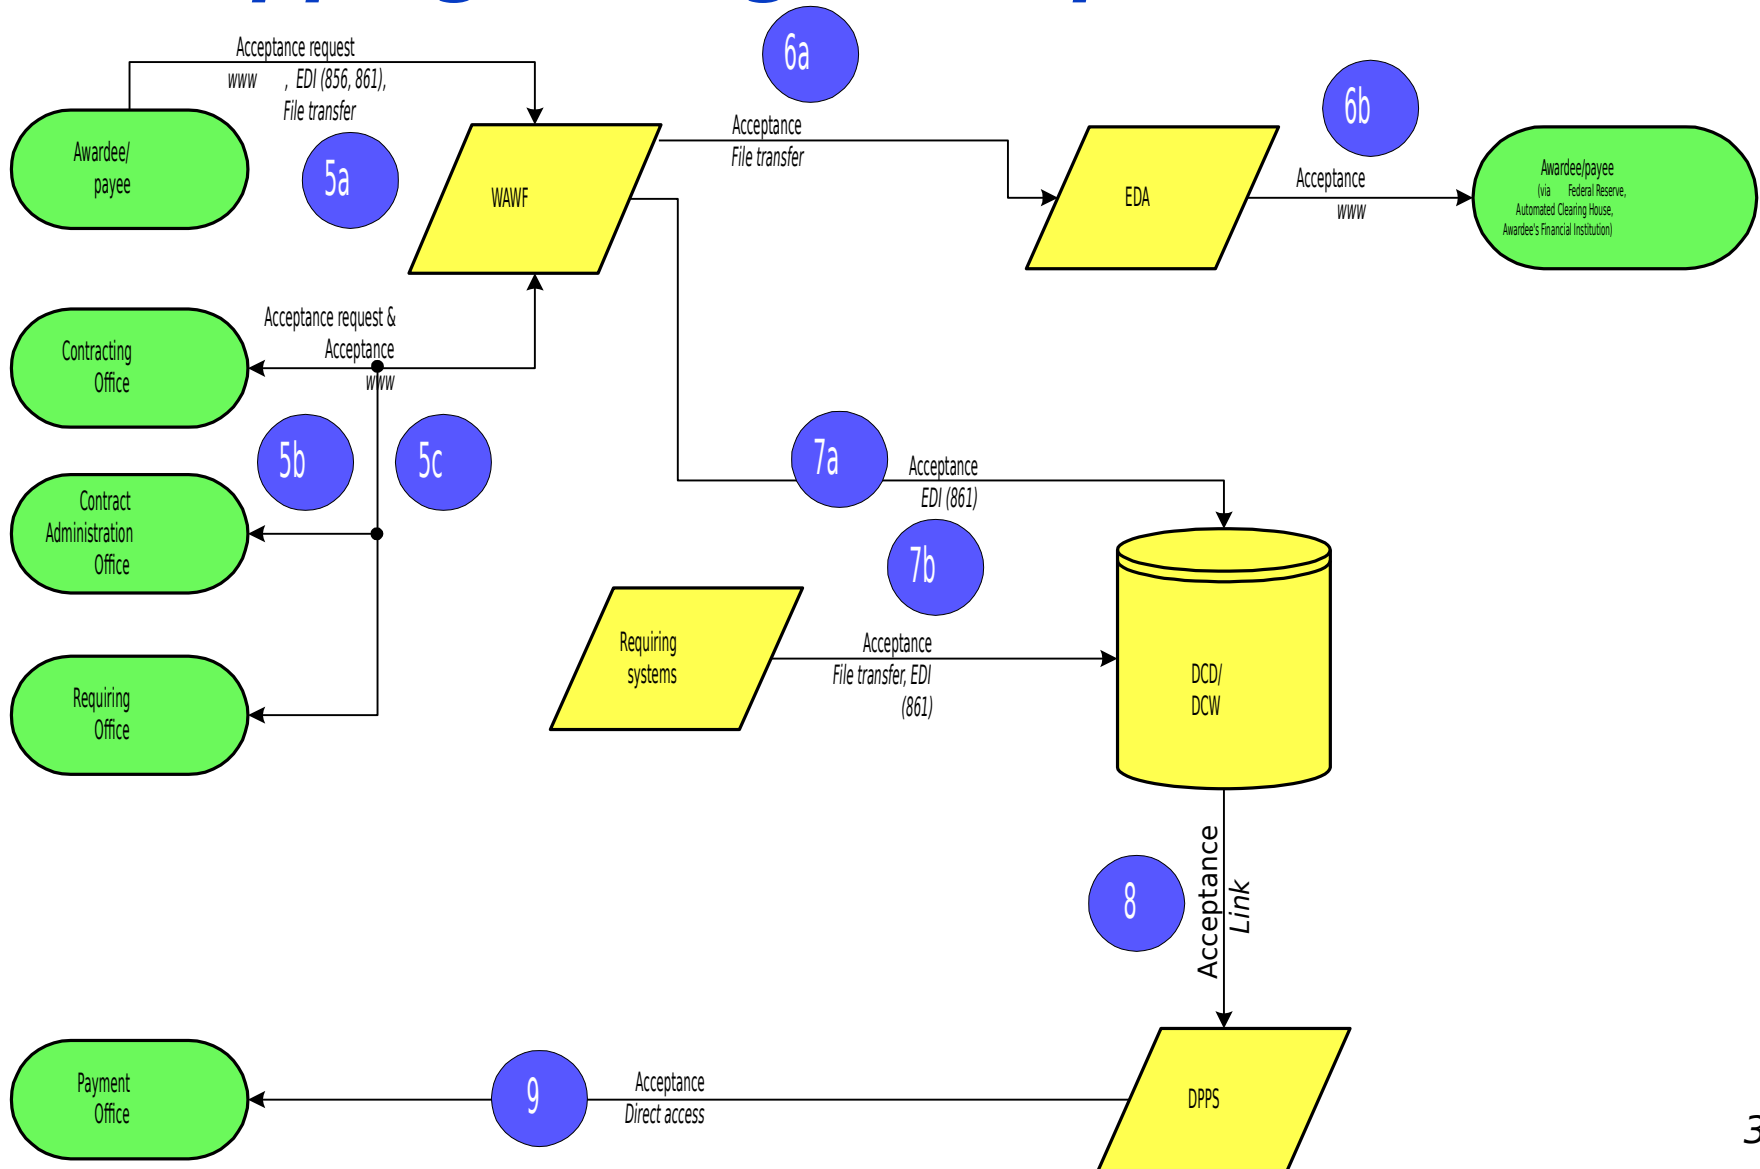 Acceptance request
www , EDI (856, 861),
File transfer
6a
6b
Awardee/
payee
5a
WAWF
Acceptance
File transfer
EDA
Acceptance
www
Awardee/payee
(via Federal Reserve,
Automated Clearing House,
Awardee's Financial Institution)
Acceptance request &
Acceptance
www
Contracting
Office
5b
5c
7a
Acceptance
EDI (861)
Contract
Administration
Office
7b
Requiring
systems
Acceptance
File transfer, EDI
(861)
DCD/
DCW
Requiring
Office
8
Acceptance
Link
Payment
Office
9
Acceptance
Direct access
DPPS
3